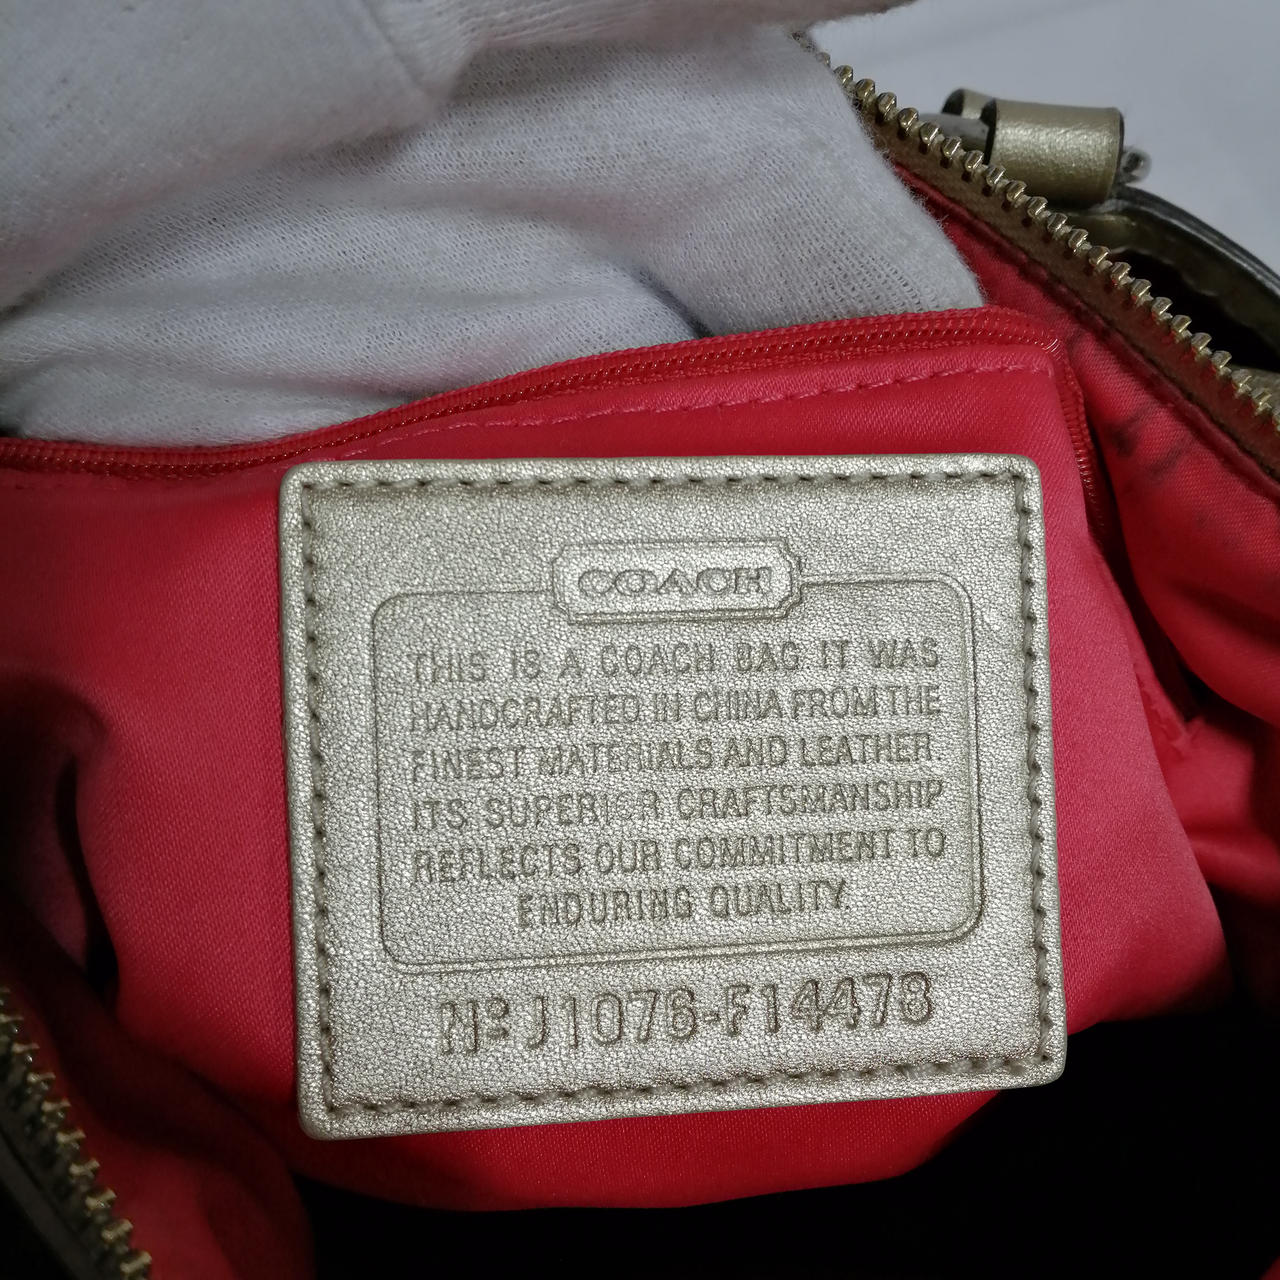 COACH
THIS IS A COACH BAG IT WAS
HANDCRAFTED IN CHINA FROM THE
FINEST MATERIALS AND LEATHER.
ITS SUPERIOR CRAFTSMANSHIP
REFLECTS OUR COMMITMENT TO
ENDURING QUALITY.
Nº J1076-F14478